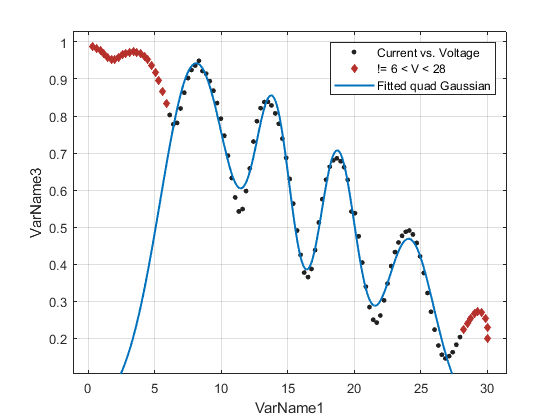 Current vs. Voltage
!= 6 < V < 28
Fitted quad Gaussian
1
0.9
0.8
0.7
0.6
0.5
0.4
0.3
0.2
VarName3
0 5 10 15 20 25 30
VarName1